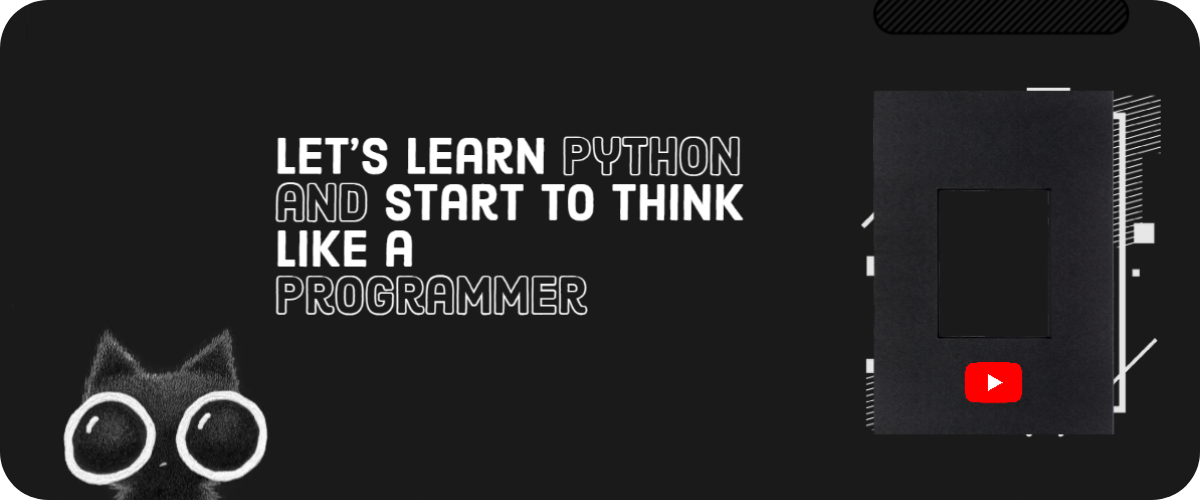 LET’S LEARN PYTHON
AND START TO THINK
LIKE A
PROGRAMMER